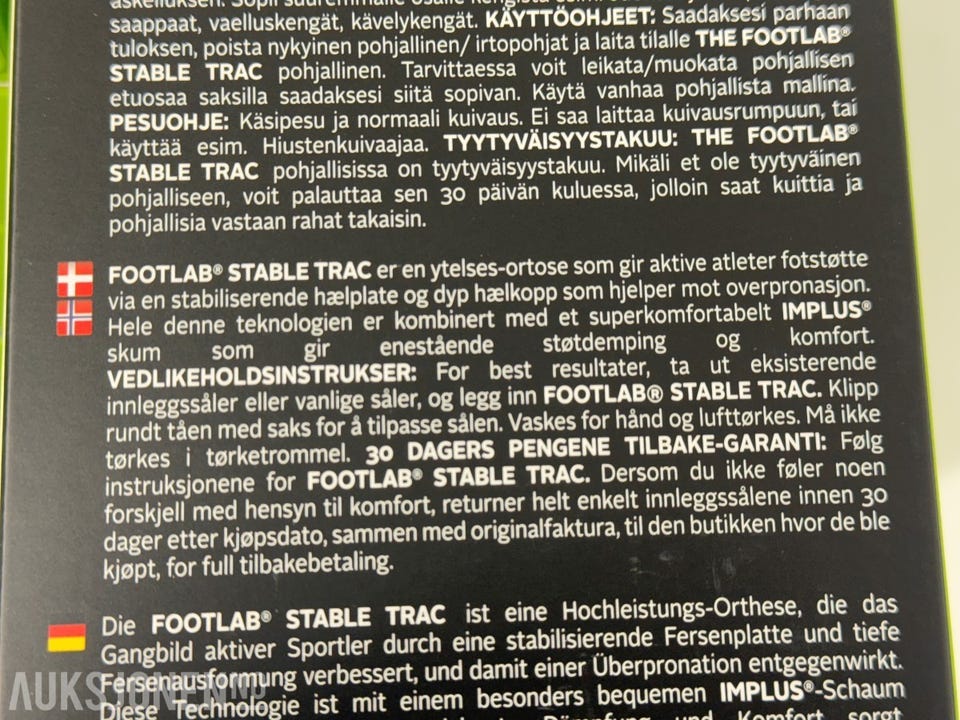 askelluksen. Sopii
saappaat, vaelluskengät, kävelykengät. KÄYTTÖOHJEET: Saadaksesi parhaan
tuloksen, poista nykyinen pohjallinen/ irtopohjat ja laita tilalle THE FOOTLAB®
STABLE TRAC pohjallinen. Tarvittaessa voit leikata/muokata pohjallisen
etuosaa saksilla saadaksesi siitä sopivan. Käytä vanhaa pohjallista mallina.
PESUOHJE: Käsipesu ja normaali kuivaus. Ei saa laittaa kuivausrumpuun, tai
käyttää esim. Hiustenkuivaajaa. TYYTYVÄISYYSTAKUU: THE FOOTLAB®
STABLE TRAC pohjallisissa on tyytyväisyystakuu. Mikäli et ole tyytyväinen
pohjalliseen, voit palauttaa sen 30 päivän kuluessa, jolloin saat kuittia ja
pohjallisia vastaan rahat takaisin.
FOOTLAB® STABLE TRAC er en ytelses-ortose som gir aktive atleter fotstøtte
via en stabiliserende hælplate og dyp hælkopp som hjelper mot overpronasjon.
Hele denne teknologien er kombinert med et superkomfortabelt IMPLUS®
skum som gir enestående støtdemping og komfort.
VEDLIKEHOLDSINSTRUKSER: For best resultater, ta ut eksisterende
innleggssåler eller vanlige såler, og legg inn FOOTLAB® STABLE TRAC. Klipp
rundt tåen med saks for å tilpasse sålen. Vaskes for hånd og lufttørkes. Må ikke
tørkes i tørketrommel. 30 DAGERS PENGENE TILBAKE-GARANTI: Følg
instruksjonene for FOOTLAB® STABLE TRAC. Dersom du ikke føler noen
forskjell med hensyn til komfort, returner helt enkelt innleggssålene innen 30
dager etter kjøpsdato, sammen med originalfaktura, til den butikken hvor de ble
kjøpt, for full tilbakebetaling.
Die FOOTLAB® STABLE TRAC ist eine Hochleistungs-Orthese, die das
Gangbild aktiver Sportler durch eine stabilisierende Fersenplatte und tiefe
Fersenausformung verbessert, und damit einer Überpronation entgegenwirkt.
Diese Technologie ist mit einem besonders bequemen IMPLUS®-Schaum
Dämpfung und Komfort sorgt
AUKSJONEN.NO